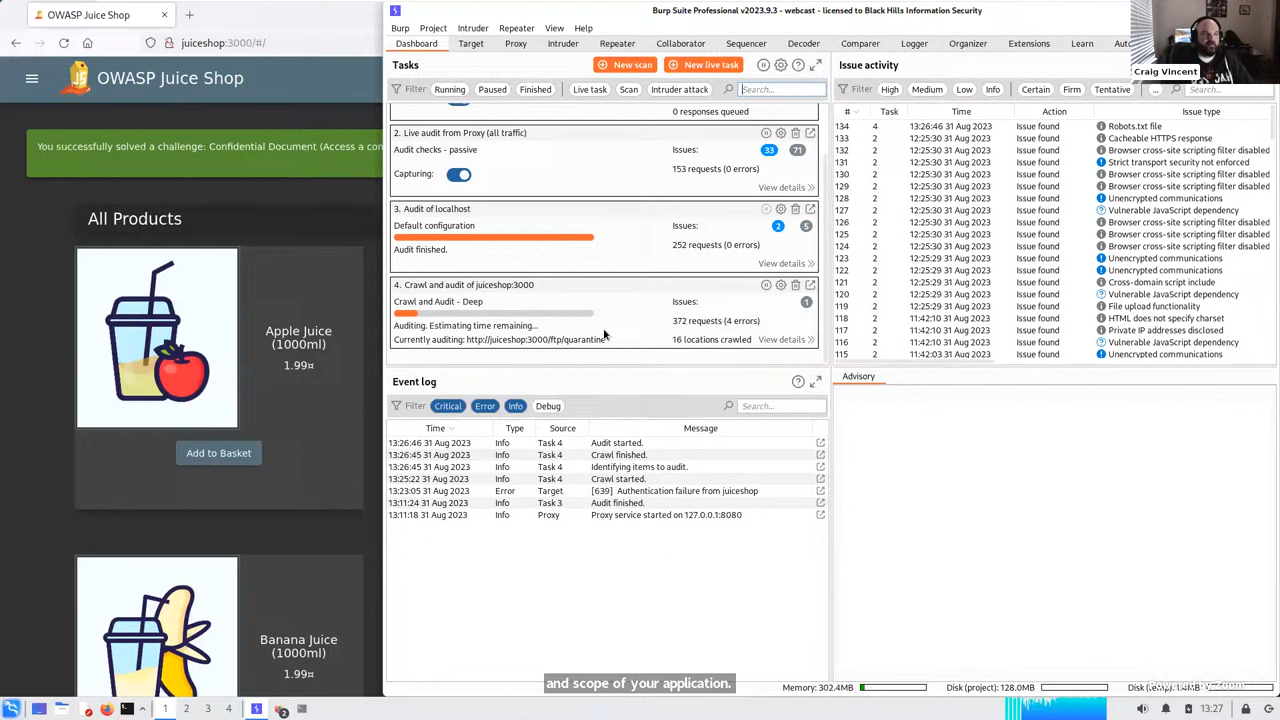 OWASP Juice Shop
juiceshop:3000/#/
OWASP Juice Shop
You successfully solved a challenge: Confidential Document (Access a con
All Products
Apple Juice
(1000ml)
1.99¤
Add to Basket
Banana Juice
(1000ml)
1.99¤
Burp Suite Professional v2023.9.3 - webcast - licensed to Black Hills Information Security
Burp Project Intruder Repeater View Help
Dashboard Target Proxy Intruder Repeater Collaborator Sequencer Decoder Comparer Logger Organizer Extensions Learn
Craig Vincent
Tasks
New scan
New live task
Filter Running Paused Finished Live task Scan Intruder attack Search...
0 responses queued
2. Live audit from Proxy (all traffic)
Audit checks - passive
Issues: 33 71
153 requests (0 errors)
Capturing:
View details
3. Audit of localhost
Default configuration
Issues: 2 5
252 requests (0 errors)
Audit finished.
View details
4. Crawl and audit of juiceshop:3000
Crawl and Audit - Deep
Issues: 1
372 requests (4 errors)
Auditing. Estimating time remaining...
Currently auditing: http://juiceshop:3000/ftp/quarantine
16 locations crawled View details
Event log
Filter Critical Error Info Debug Search...
Time Type Source Message
13:26:46 31 Aug 2023 Info Task 4 Audit started.
13:26:45 31 Aug 2023 Info Task 4 Crawl finished.
13:26:45 31 Aug 2023 Info Task 4 Identifying items to audit.
13:25:22 31 Aug 2023 Info Task 4 Crawl started.
13:23:05 31 Aug 2023 Error Target [639] Authentication failure from juiceshop
13:11:24 31 Aug 2023 Info Task 3 Audit finished.
13:11:18 31 Aug 2023 Info Proxy Proxy service started on 127.0.0.1:8080
Issue activity
Filter High Medium Low Info Certain Firm Tentative ... Search...
# Task Time Action Issue type
134 4 13:26:46 31 Aug 2023 Issue found Robots.txt file
133 2 12:25:30 31 Aug 2023 Issue found Cacheable HTTPS response
132 2 12:25:30 31 Aug 2023 Issue found Browser cross-site scripting filter disabled
131 2 12:25:30 31 Aug 2023 Issue found Strict transport security not enforced
130 2 12:25:30 31 Aug 2023 Issue found Browser cross-site scripting filter disabled
129 2 12:25:30 31 Aug 2023 Issue found Browser cross-site scripting filter disabled
128 2 12:25:30 31 Aug 2023 Issue found Unencrypted communications
127 2 12:25:30 31 Aug 2023 Issue found Vulnerable JavaScript dependency
126 2 12:25:30 31 Aug 2023 Issue found Browser cross-site scripting filter disabled
125 2 12:25:30 31 Aug 2023 Issue found Browser cross-site scripting filter disabled
124 2 12:25:30 31 Aug 2023 Issue found Browser cross-site scripting filter disabled
123 2 12:25:29 31 Aug 2023 Issue found Unencrypted communications
122 2 12:25:29 31 Aug 2023 Issue found Unencrypted communications
121 2 12:25:29 31 Aug 2023 Issue found Cross-domain script include
120 2 12:25:29 31 Aug 2023 Issue found Vulnerable JavaScript dependency
119 2 12:25:29 31 Aug 2023 Issue found File upload functionality
118 2 11:42:10 31 Aug 2023 Issue found HTML does not specify charset
117 2 11:42:10 31 Aug 2023 Issue found Private IP addresses disclosed
116 2 11:42:10 31 Aug 2023 Issue found Vulnerable JavaScript dependency
115 2 11:42:03 31 Aug 2023 Issue found Unencrypted communications
Advisory
and scope of your application.
Memory: 302.4MB Disk (project): 128.0MB
1 2 3 4
13:27